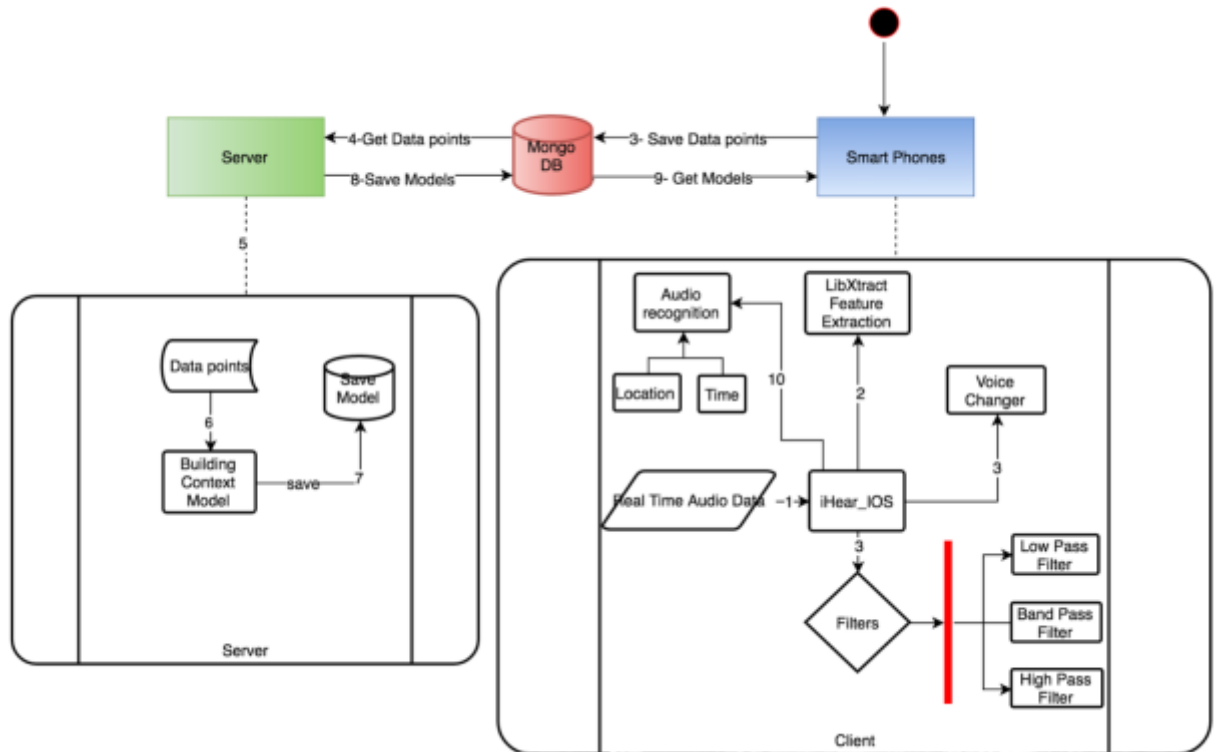 4-Get Data points
3- Save Data points
Server
Mongo
DB
Smart Phones
8-Save Models
9- Get Models
5
Audio
recognition
LibXtract
Feature
Extraction
Data points
Save
Model
Location
Time
10
2
Voice
Changer
6
Building
Context
Model
save
7
3
Real Time Audio Data
1
iHear_IOS
3
Low Pass
Filter
Filters
Band Pass
Filter
High Pass
Filter
Server
Client